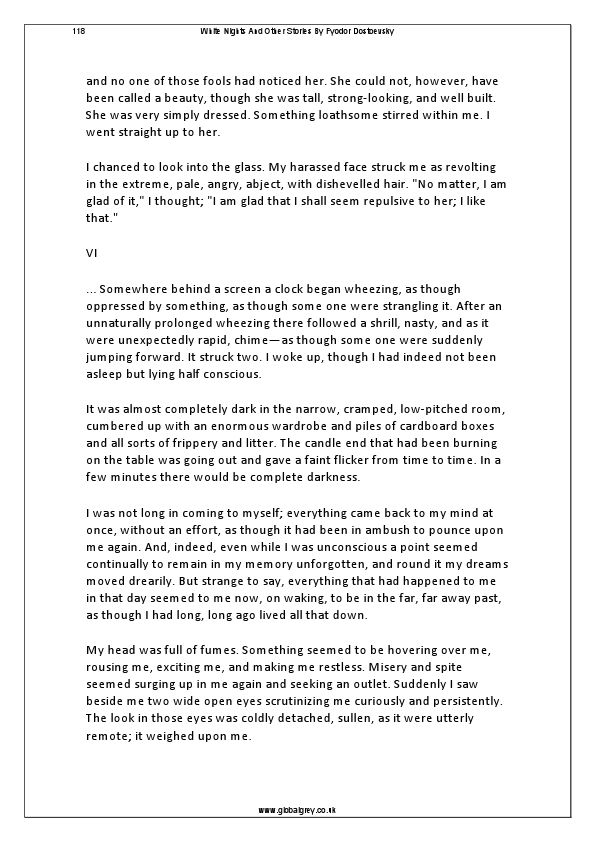 118 White Nights And Other Stories By Fyodor Dostoevsky
and no one of those fools had noticed her. She could not, however, have
been called a beauty, though she was tall, strong-looking, and well built.
She was very simply dressed. Something loathsome stirred within me. I
went straight up to her.
I chanced to look into the glass. My harassed face struck me as revolting
in the extreme, pale, angry, abject, with dishevelled hair. "No matter, I am
glad of it," I thought; "I am glad that I shall seem repulsive to her; I like
that."
VI
... Somewhere behind a screen a clock began wheezing, as though
oppressed by something, as though some one were strangling it. After an
unnaturally prolonged wheezing there followed a shrill, nasty, and as it
were unexpectedly rapid, chime—as though some one were suddenly
jumping forward. It struck two. I woke up, though I had indeed not been
asleep but lying half conscious.
It was almost completely dark in the narrow, cramped, low-pitched room,
cumbered up with an enormous wardrobe and piles of cardboard boxes
and all sorts of frippery and litter. The candle end that had been burning
on the table was going out and gave a faint flicker from time to time. In a
few minutes there would be complete darkness.
I was not long in coming to myself; everything came back to my mind at
once, without an effort, as though it had been in ambush to pounce upon
me again. And, indeed, even while I was unconscious a point seemed
continually to remain in my memory unforgotten, and round it my dreams
moved drearily. But strange to say, everything that had happened to me
in that day seemed to me now, on waking, to be in the far, far away past,
as though I had long, long ago lived all that down.
My head was full of fumes. Something seemed to be hovering over me,
rousing me, exciting me, and making me restless. Misery and spite
seemed surging up in me again and seeking an outlet. Suddenly I saw
beside me two wide open eyes scrutinizing me curiously and persistently.
The look in those eyes was coldly detached, sullen, as it were utterly
remote; it weighed upon me.
www.globalgrey.co.uk